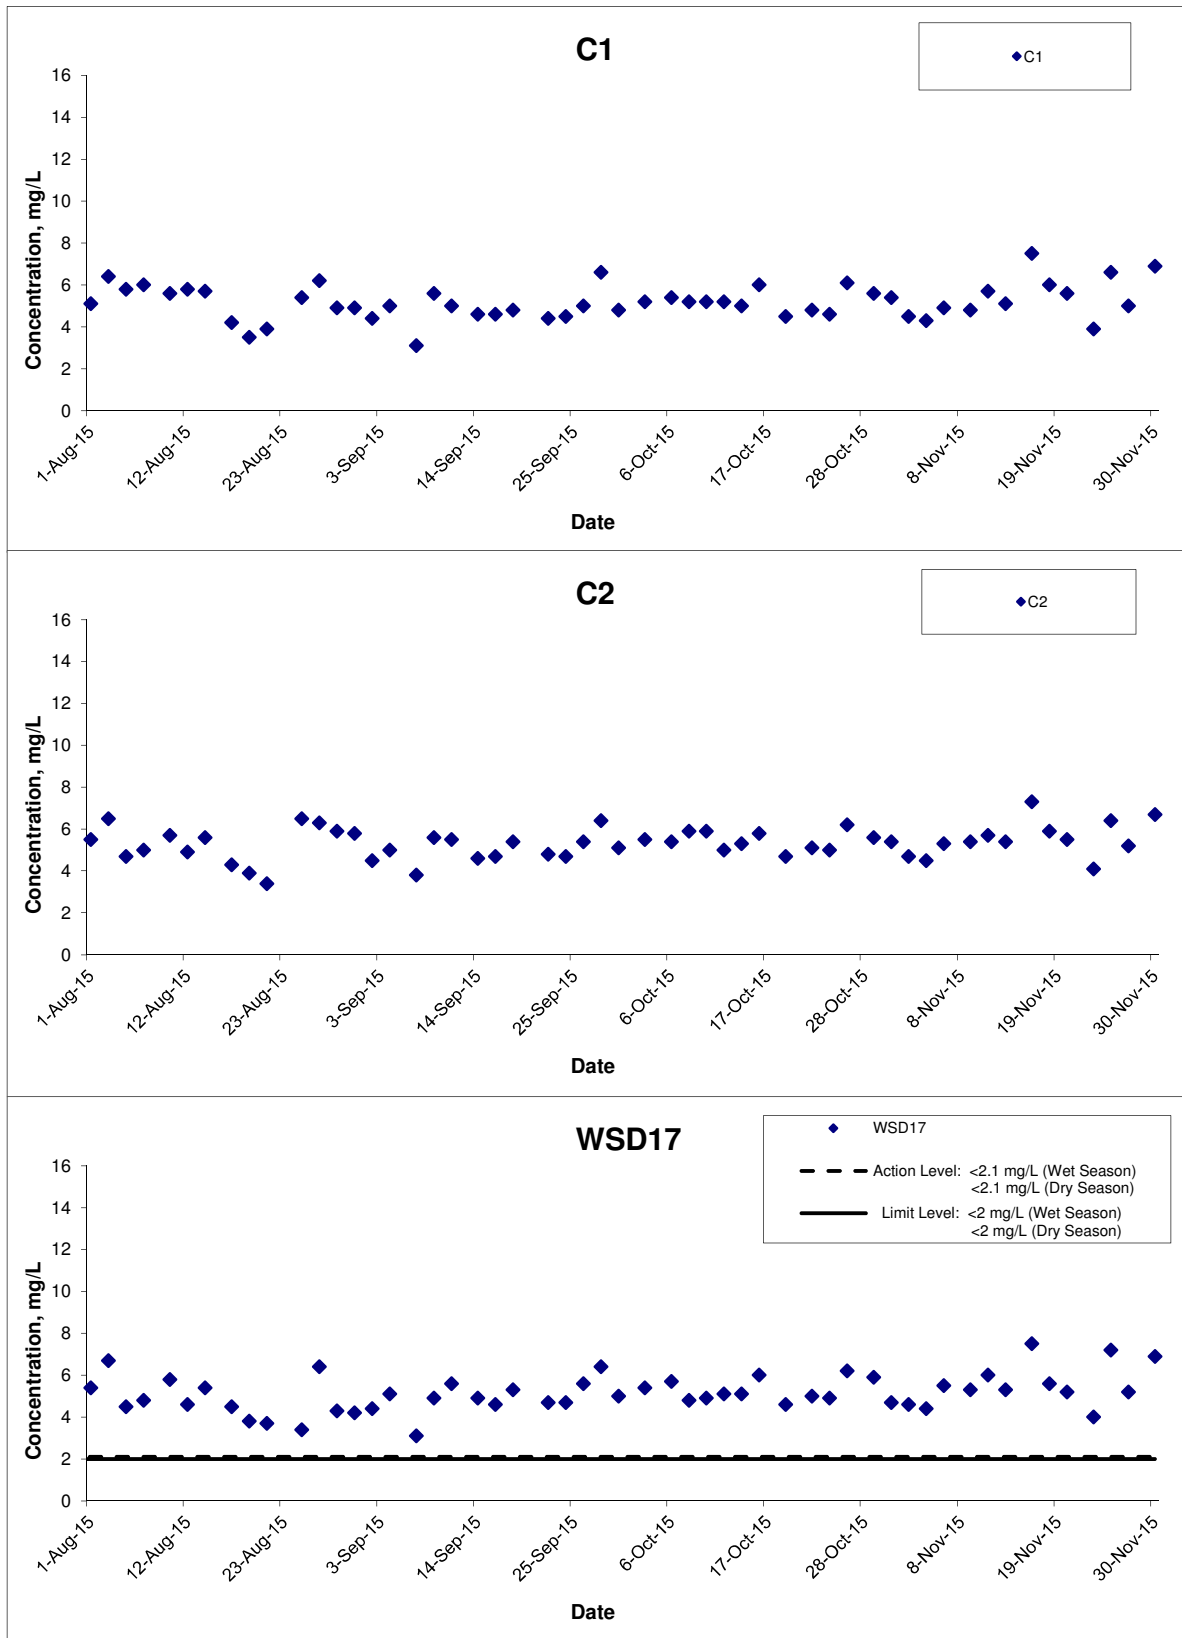 C1
C1
16
14
12
10
8
6
4
2
0
Concentration, mg/L
1-Aug-15
12-Aug-15
23-Aug-15
3-Sep-15
14-Sep-15
25-Sep-15
6-Oct-15
17-Oct-15
28-Oct-15
8-Nov-15
19-Nov-15
30-Nov-15
Date
C2
C2
16
14
12
10
8
6
4
2
0
Concentration, mg/L
1-Aug-15
12-Aug-15
23-Aug-15
3-Sep-15
14-Sep-15
25-Sep-15
6-Oct-15
17-Oct-15
28-Oct-15
8-Nov-15
19-Nov-15
30-Nov-15
Date
WSD17
WSD17
Action Level: <2.1 mg/L (Wet Season)
<2.1 mg/L (Dry Season)
Limit Level: <2 mg/L (Wet Season)
<2 mg/L (Dry Season)
16
14
12
10
8
6
4
2
0
Concentration, mg/L
1-Aug-15
12-Aug-15
23-Aug-15
3-Sep-15
14-Sep-15
25-Sep-15
6-Oct-15
17-Oct-15
28-Oct-15
8-Nov-15
19-Nov-15
30-Nov-15
Date